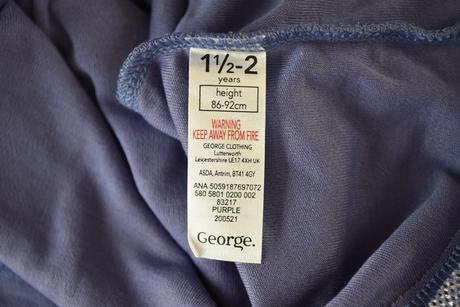 1½-2
years
height
86-92cm
WARNING
KEEP AWAY FROM FIRE
GEORGE CLOTHING
Lutterworth
Leicestershire LE17 4XH UK
ASDA, Antrim, BT41 4GY
ANA 5059187697072
580 5801 0200 002
83217
PURPLE
200521
George.